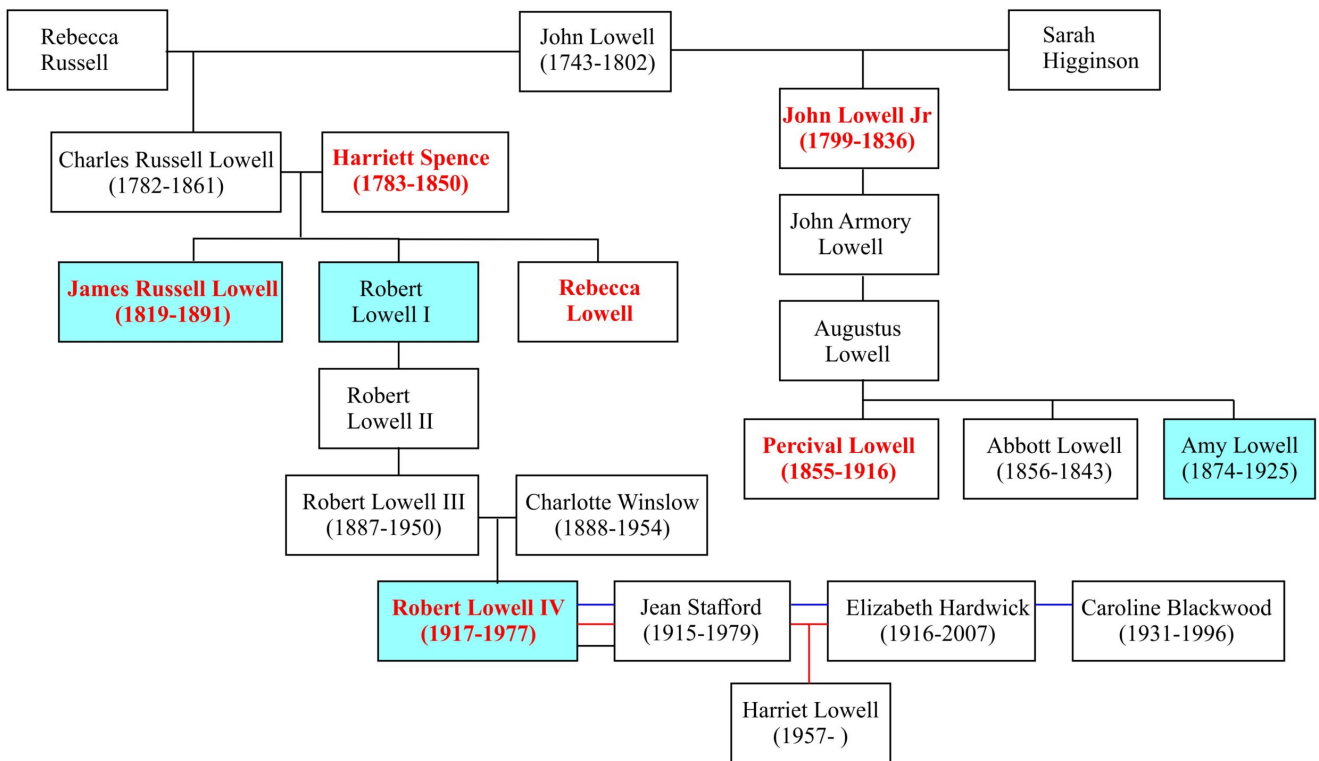 Rebecca
Russell
John Lowell
(1743-1802)
Sarah
Higginson
John Lowell Jr
(1799-1836)
Charles Russell Lowell
(1782-1861)
Harriett Spence
(1783-1850)
John Armory
Lowell
James Russell Lowell
(1819-1891)
Robert
Lowell I
Rebecca
Lowell
Augustus
Lowell
Robert
Lowell II
Percival Lowell
(1855-1916)
Abbott Lowell
(1856-1843)
Amy Lowell
(1874-1925)
Robert Lowell III
(1887-1950)
Charlotte Winslow
(1888-1954)
Robert Lowell IV
(1917-1977)
Jean Stafford
(1915-1979)
Elizabeth Hardwick
(1916-2007)
Caroline Blackwood
(1931-1996)
Harriet Lowell
(1957- )